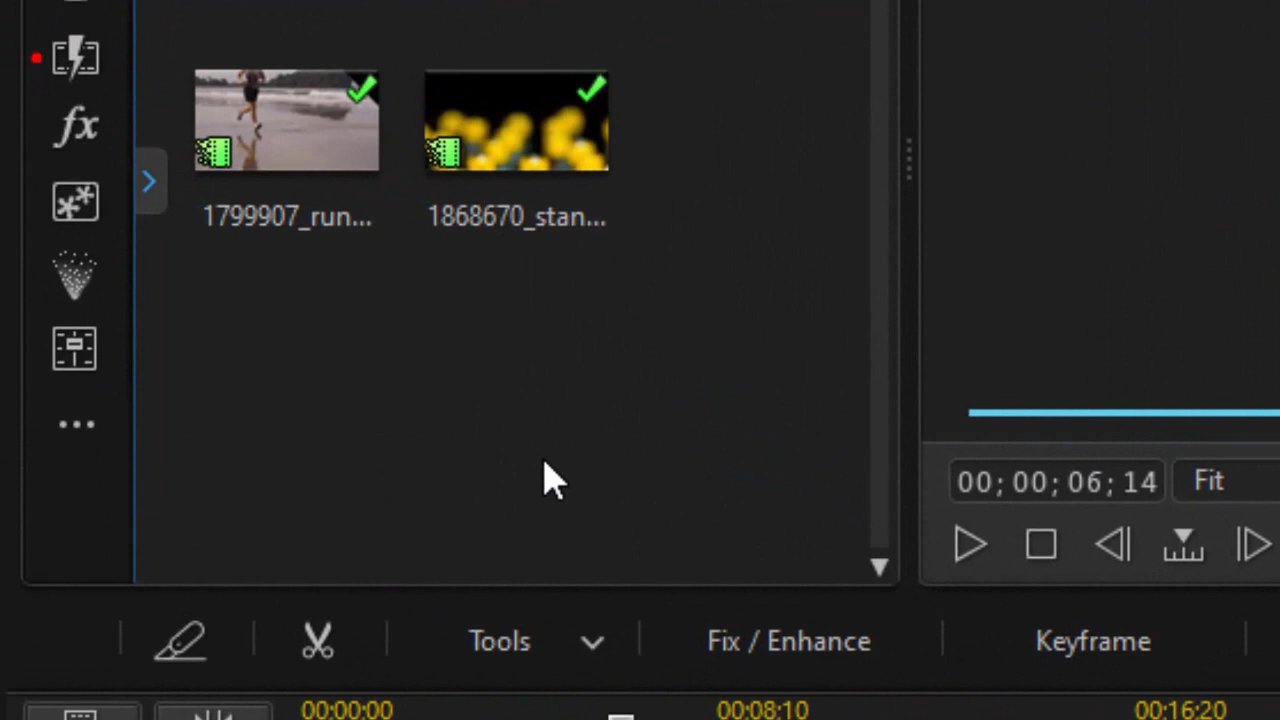 fx
1799907_run...
1868670_stan...
00;00;06;14
Fit
Tools
Fix / Enhance
Keyframe
00:00:00
00:08:10
00:16:20